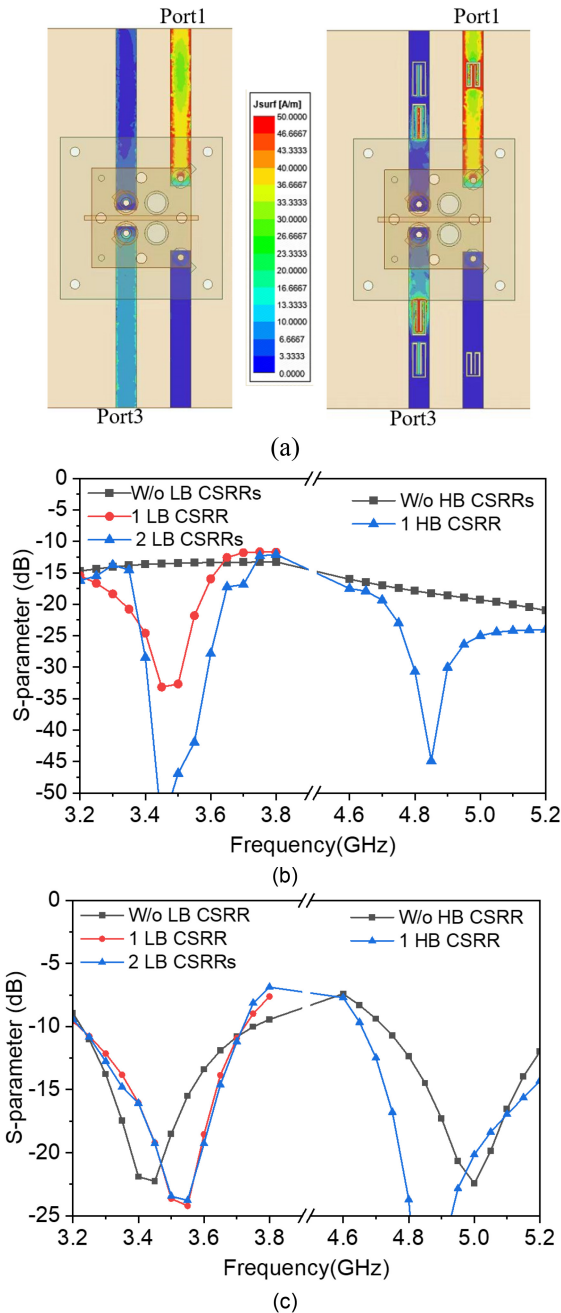 Port1
Port1
Jsurf [A/m]
50.0000
46.6667
43.3333
40.0000
36.6667
33.3333
30.0000
26.6667
23.3333
20.0000
16.6667
13.3333
10.0000
6.6667
3.3333
0.0000
Port3
Port3
(a)
S-parameter (dB)
0
-5
-10
-15
-20
-25
-30
-35
-40
-45
-50
W/o LB CSRRs
1 LB CSRR
2 LB CSRRs
W/o HB CSRRs
1 HB CSRR
3.2 3.4 3.6 3.8 4.6 4.8 5.0 5.2
Frequency(GHz)
(b)
S-parameter (dB)
0
-5
-10
-15
-20
-25
W/o LB CSRR
1 LB CSRR
2 LB CSRRs
W/o HB CSRR
1 HB CSRR
3.2 3.4 3.6 3.8 4.6 4.8 5.0 5.2
Frequency(GHz)
(c)